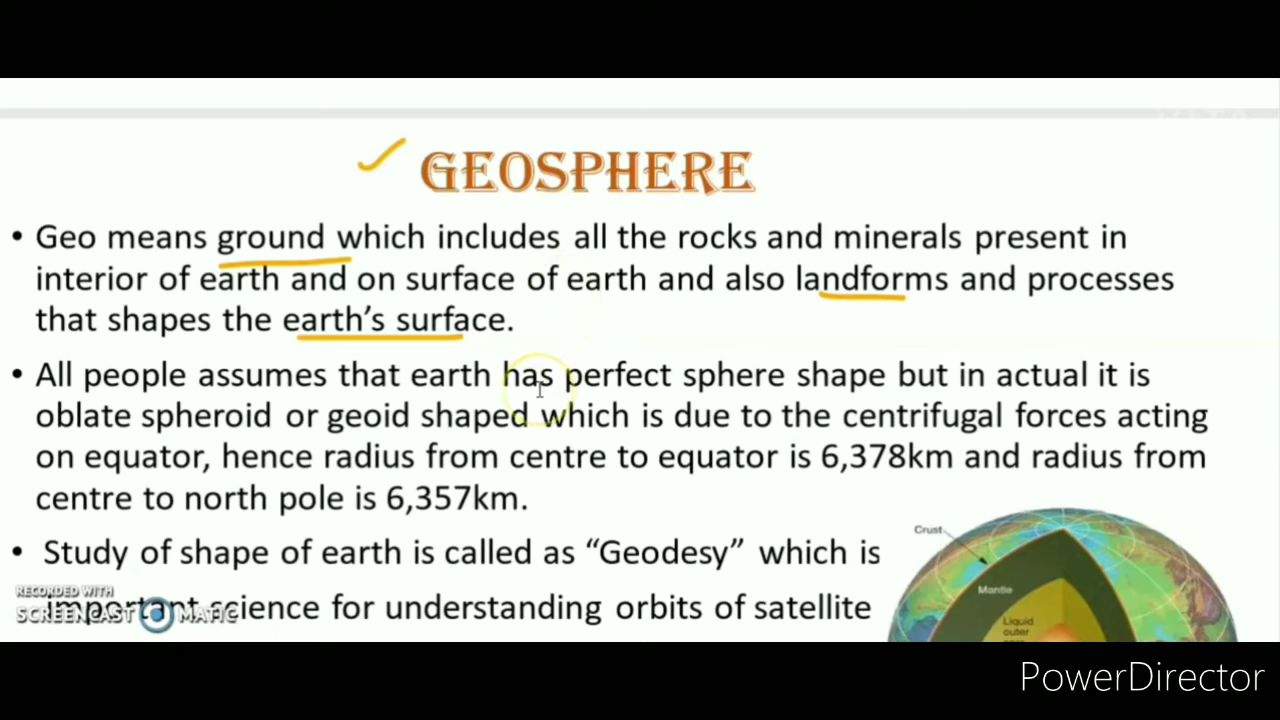 GEOSPHERE
• Geo means ground which includes all the rocks and minerals present in
interior of earth and on surface of earth and also landforms and processes
that shapes the earth's surface.
• All people assumes that earth has perfect sphere shape but in actual it is
oblate spheroid or geoid shaped which is due to the centrifugal forces acting
on equator, hence radius from centre to equator is 6,378km and radius from
centre to north pole is 6,357km.
• Study of shape of earth is called as “Geodesy” which is
important science for understanding orbits of satellite
Crust
Mantle
Liquid
outer
RECORDED WITH
SCREENCAST MATIC
PowerDirector